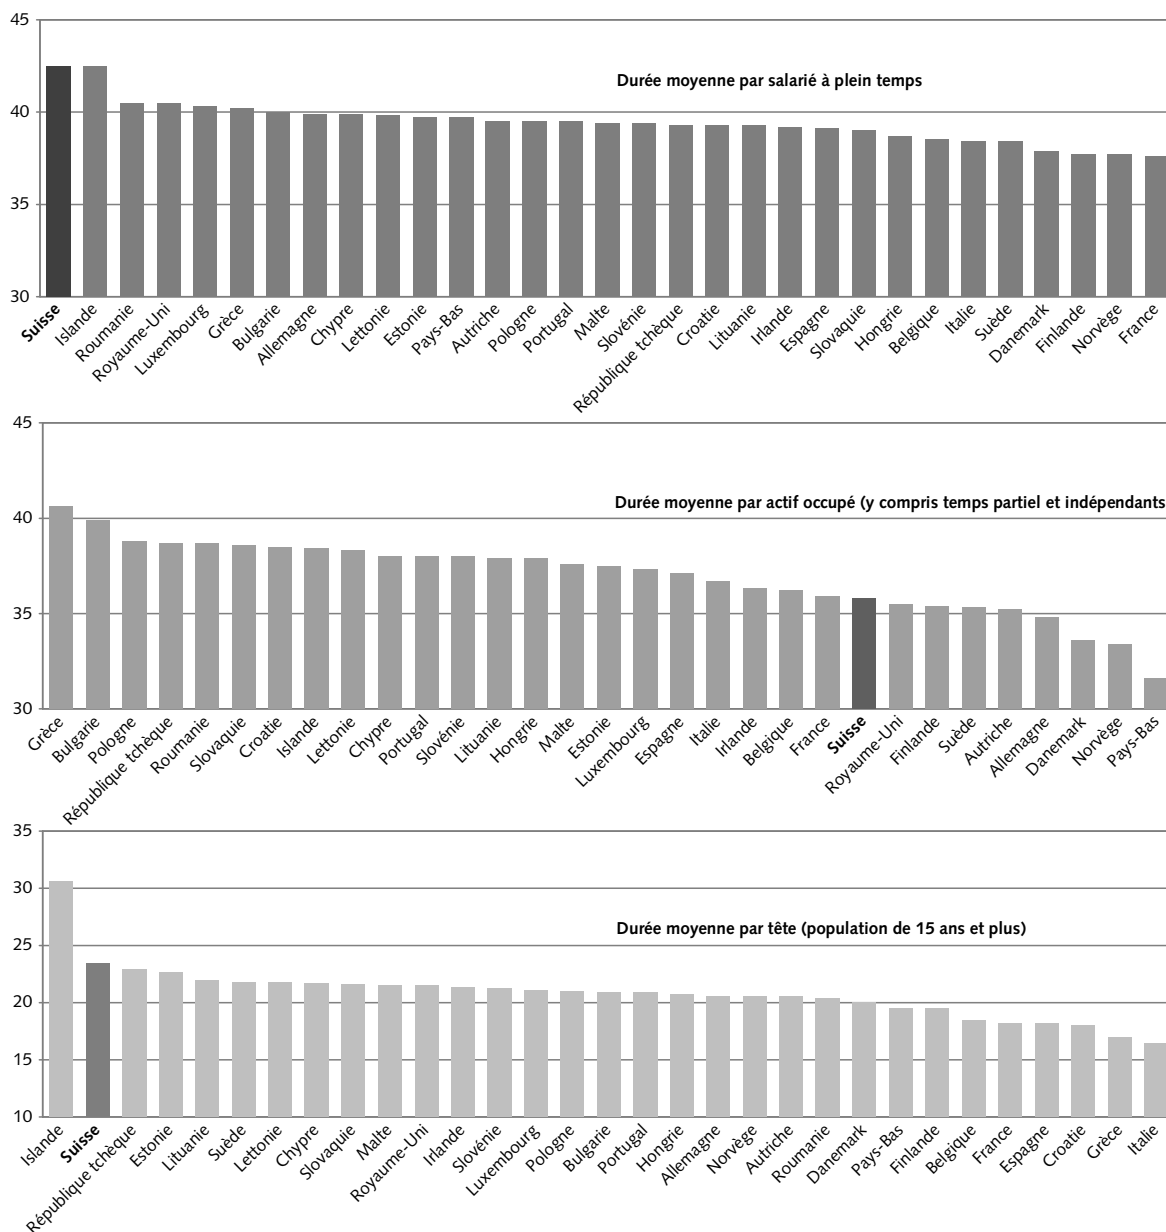 45
Durée moyenne par salarié à plein temps
40
35
30
Suisse
Islande
Roumanie
Royaume-Uni
Luxembourg
Grèce
Bulgarie
Allemagne
Chypre
Lettonie
Estonie
Pays-Bas
Autriche
Pologne
Portugal
Malte
Slovénie
République tchèque
Croatie
Lituanie
Irlande
Espagne
Slovaquie
Hongrie
Belgique
Italie
Suède
Danemark
Finlande
Norvège
France
45
Durée moyenne par actif occupé (y compris temps partiel et indépendants
40
35
30
Grèce
Bulgarie
Pologne
République tchèque
Roumanie
Slovaquie
Croatie
Islande
Lettonie
Chypre
Portugal
Slovénie
Lituanie
Hongrie
Malte
Estonie
Luxembourg
Espagne
Italie
Irlande
Belgique
France
Suisse
Royaume-Uni
Finlande
Suède
Autriche
Allemagne
Danemark
Norvège
Pays-Bas
35
30
Durée moyenne par tête (population de 15 ans et plus)
25
20
15
10
Islande
Suisse
République tchèque
Estonie
Lituanie
Suède
Lettonie
Chypre
Slovaquie
Malte
Royaume-Uni
Irlande
Slovénie
Luxembourg
Pologne
Bulgarie
Portugal
Hongrie
Allemagne
Norvège
Autriche
Roumanie
Danemark
Pays-Bas
Finlande
Belgique
France
Espagne
Croatie
Grèce
Italie